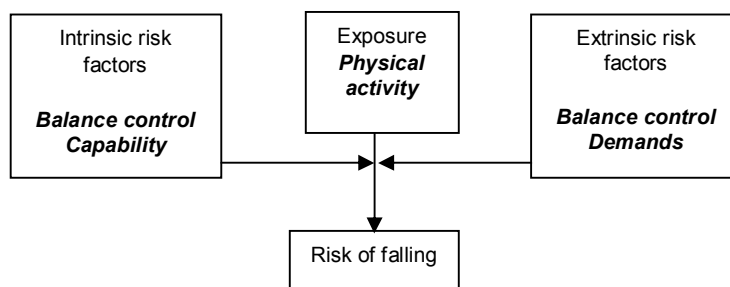 Intrinsic risk
factors
Balance control
Capability
Exposure
Physical
activity
Extrinsic risk
factors
Balance control
Demands
Risk of falling